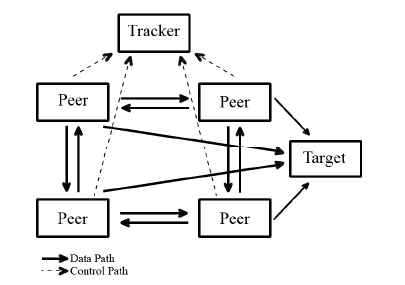 Tracker
Peer
Peer
Target
Peer
Peer
Data Path
Control Path